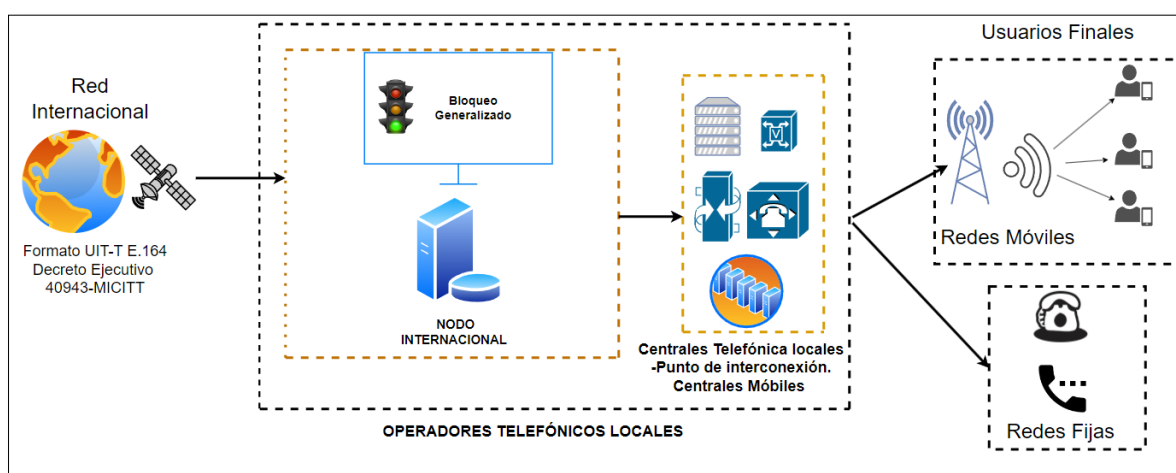 Red
Internacional
Formato UIT-T E.164
Decreto Ejecutivo
40943-MICITT
Bloqueo
Generalizado
NODO
INTERNACIONAL
Centrales Telefónica locales
-Punto de interconexión.
Centrales Móbiles
OPERADORES TELEFÓNICOS LOCALES
Usuarios Finales
Redes Móviles
Redes Fijas
M